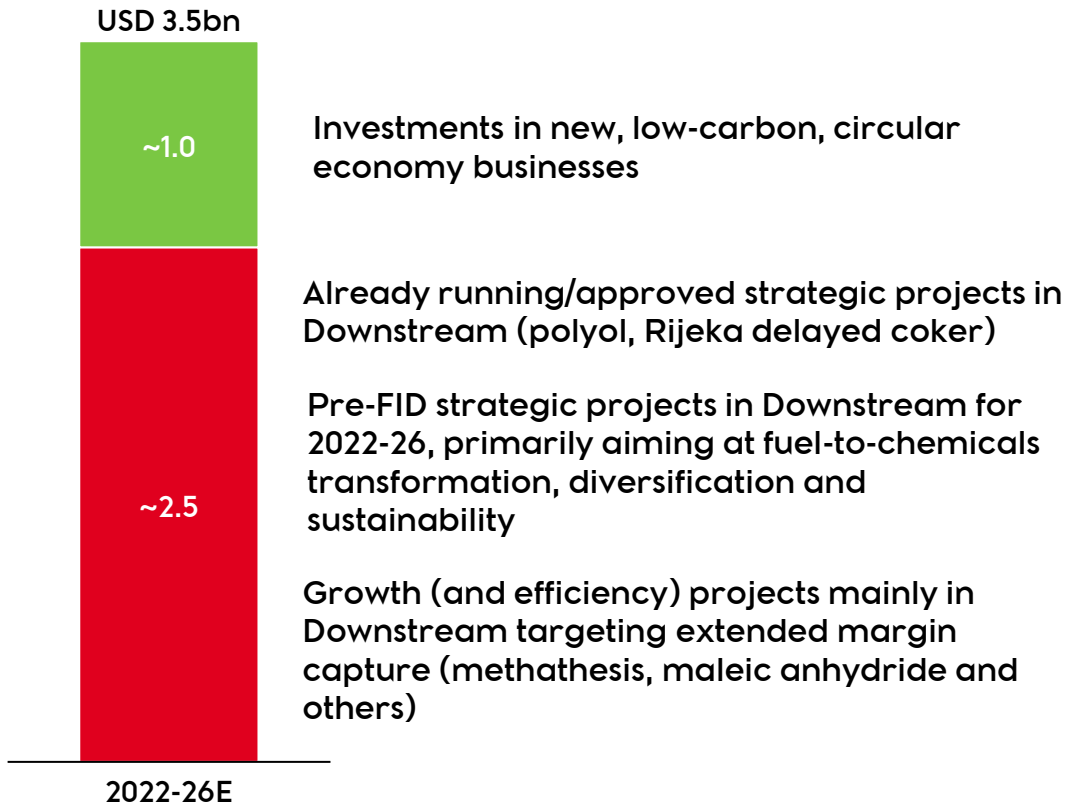 USD 3.5bn
~1.0
Investments in new, low-carbon, circular
economy businesses
Already running/approved strategic projects in
Downstream (polyol, Rijeka delayed coker)
Pre-FID strategic projects in Downstream for
2022-26, primarily aiming at fuel-to-chemicals
transformation, diversification and
sustainability
~2.5
Growth (and efficiency) projects mainly in
Downstream targeting extended margin
capture (methathesis, maleic anhydride and
others)
2022-26E